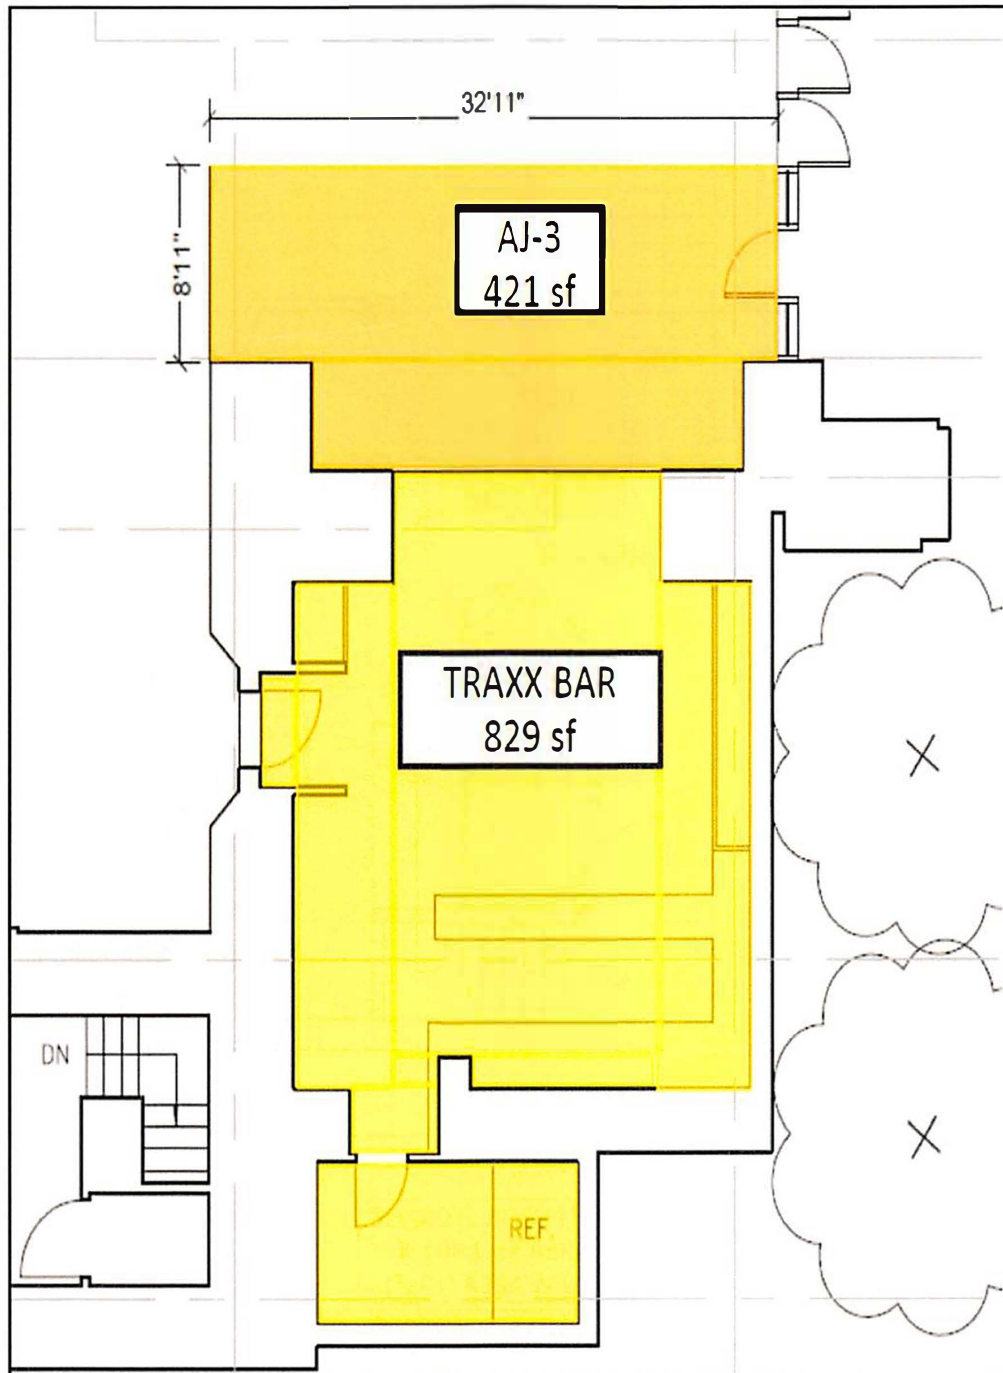 32'11"
8'11"
AJ-3
421 sf
TRAXX BAR
829 sf
DN
REF.